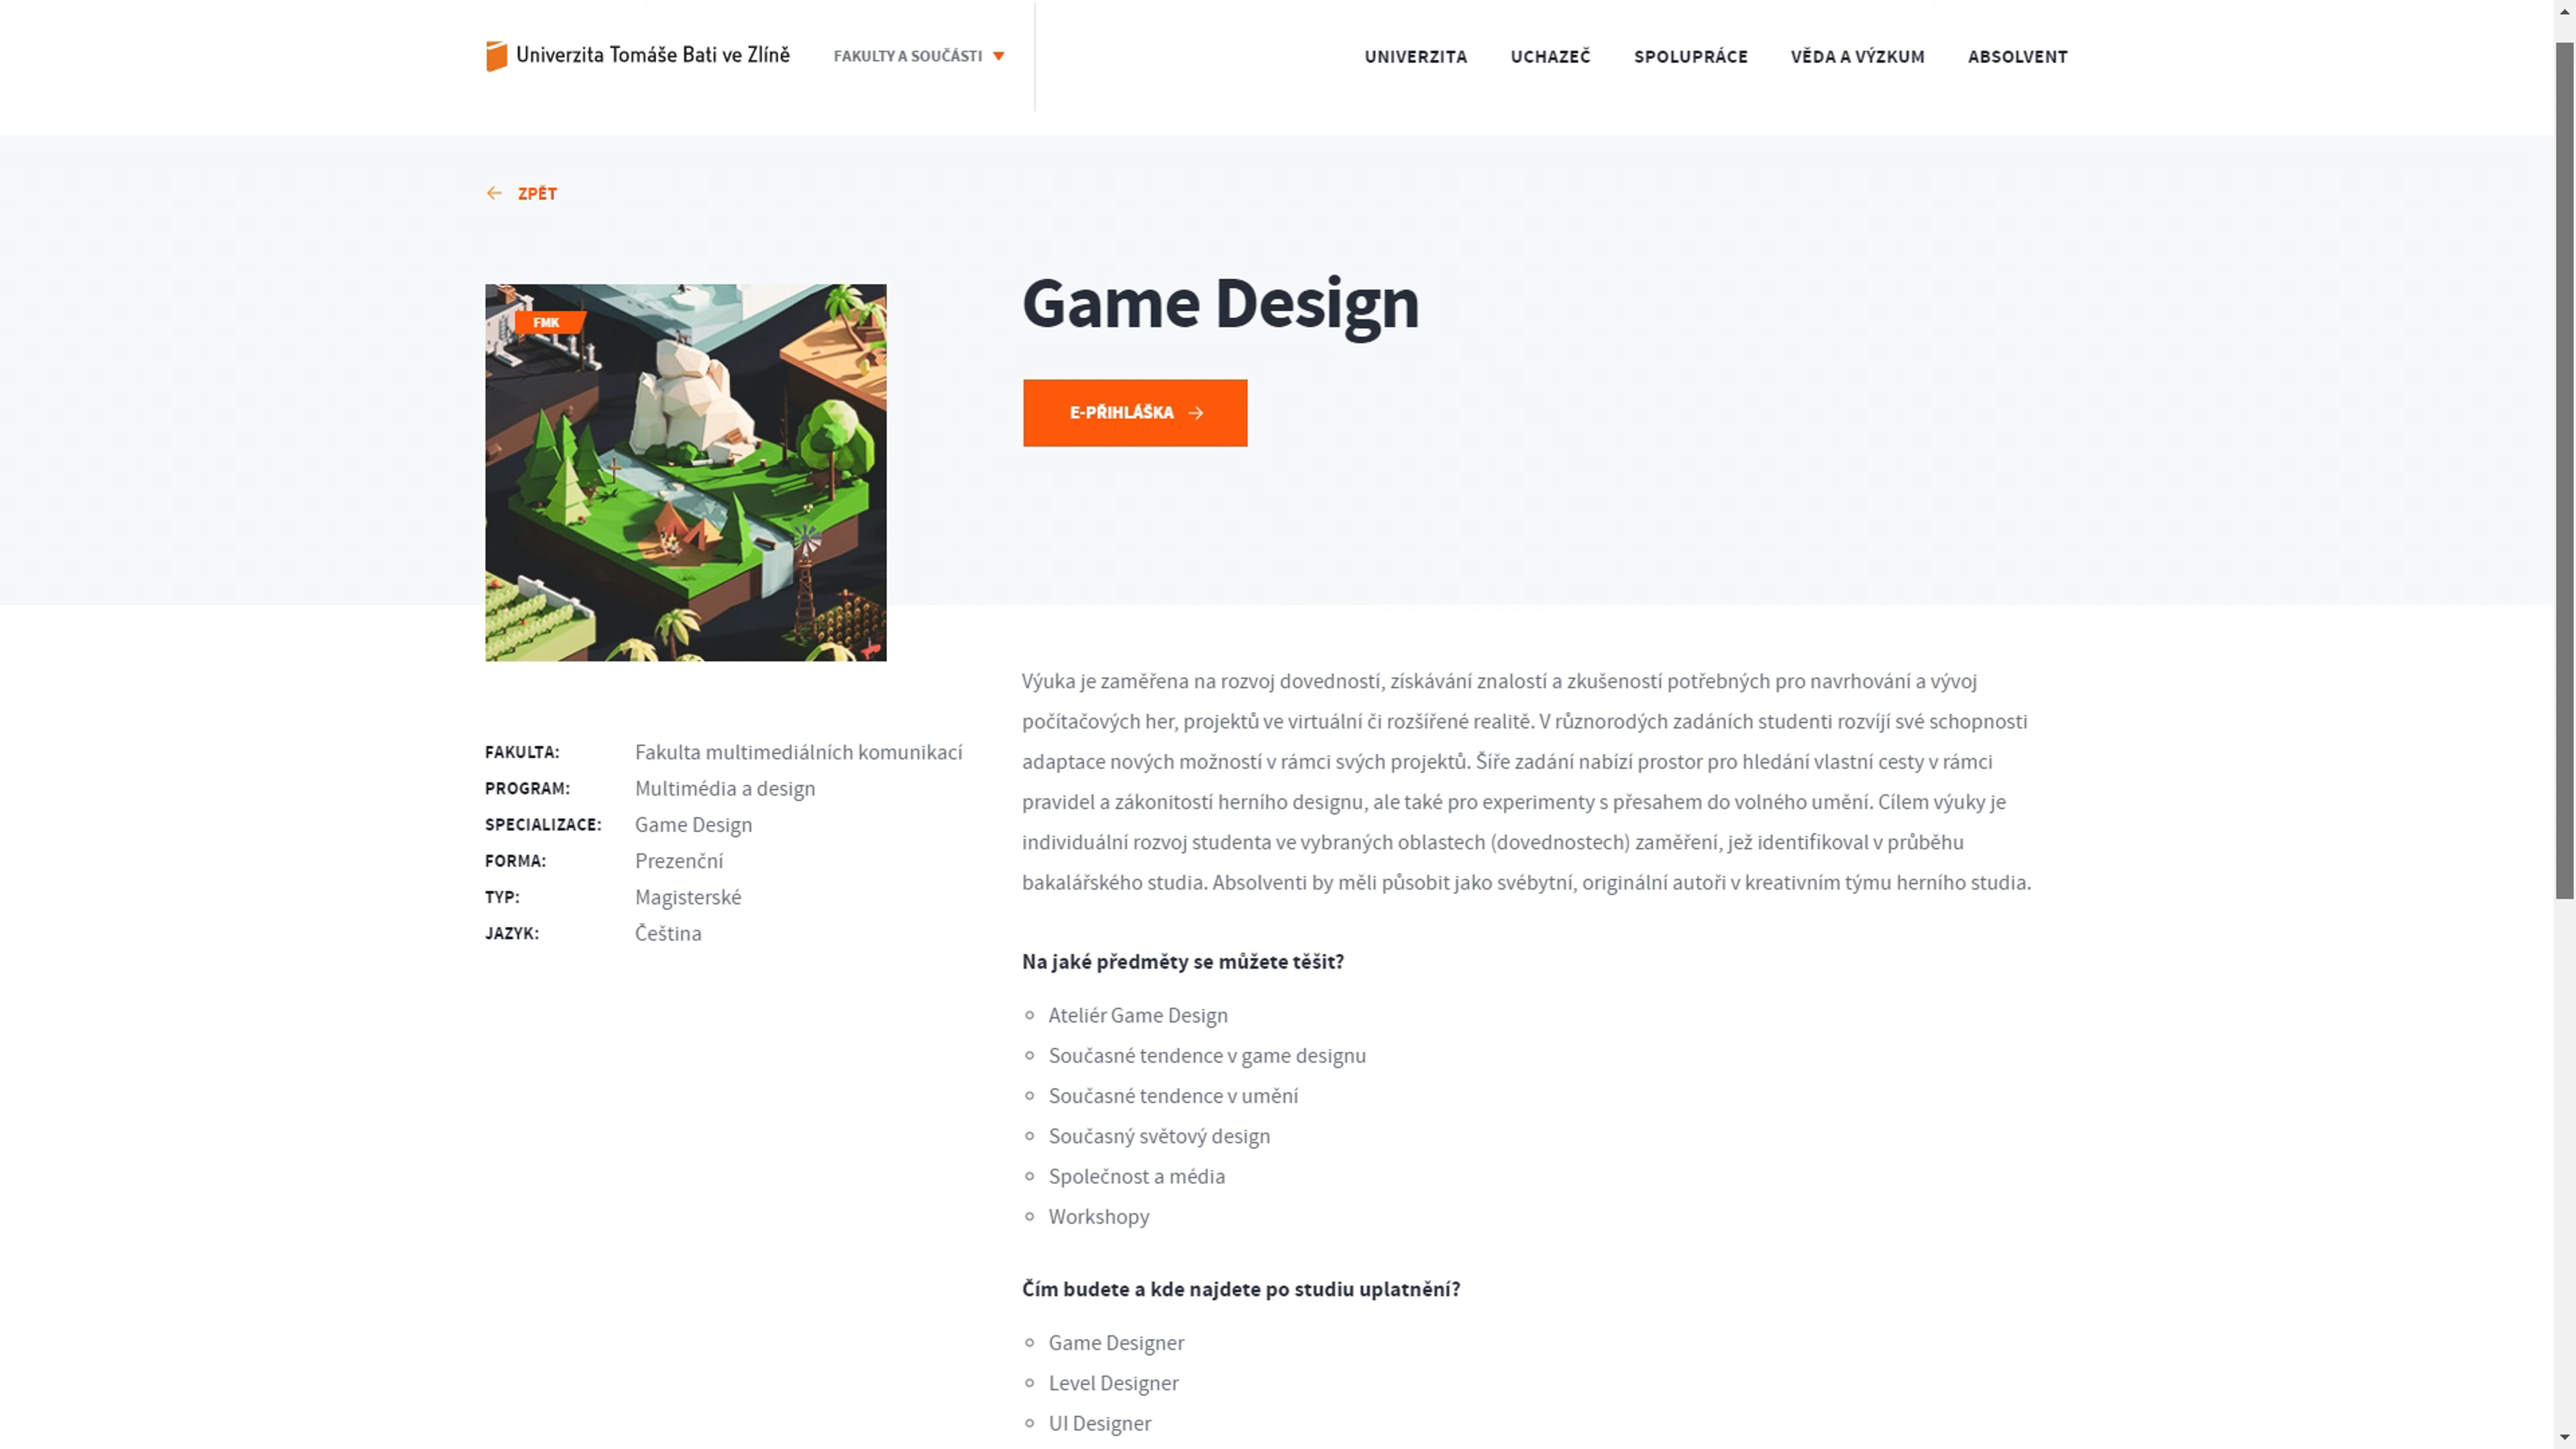 Univerzita Tomáše Bati ve Zlíně
FAKULTY A SOUČÁSTI
UNIVERZITA
UCHAZEČ
SPOLUPRÁCE
VĚDA A VÝZKUM
ABSOLVENT
ZPĚT
FMK
Game Design
E-PŘIHLÁŠKA
FAKULTA: Fakulta multimediálních komunikací
PROGRAM: Multimédia a design
SPECIALIZACE: Game Design
FORMA: Prezenční
TYP: Magisterské
JAZYK: Čeština
Výuka je zaměřena na rozvoj dovedností, získávání znalostí a zkušeností potřebných pro navrhování a vývoj
počítačových her, projektů ve virtuální či rozšířené realitě. V různorodých zadáních studenti rozvíjí své schopnosti
adaptace nových možností v rámci svých projektů. Šíře zadání nabízí prostor pro hledání vlastní cesty v rámci
pravidel a zákonitostí herního designu, ale také pro experimenty s přesahem do volného umění. Cílem výuky je
individuální rozvoj studenta ve vybraných oblastech (dovednostech) zaměření, jež identifikoval v průběhu
bakalářského studia. Absolventi by měli působit jako svébytní, originální autoři v kreativním týmu herního studia.
Na jaké předměty se můžete těšit?
Ateliér Game Design
Současné tendence v game designu
Současné tendence v umění
Současný světový design
Společnost a média
Workshopy
Čím budete a kde najdete po studiu uplatnění?
Game Designer
Level Designer
UI Designer